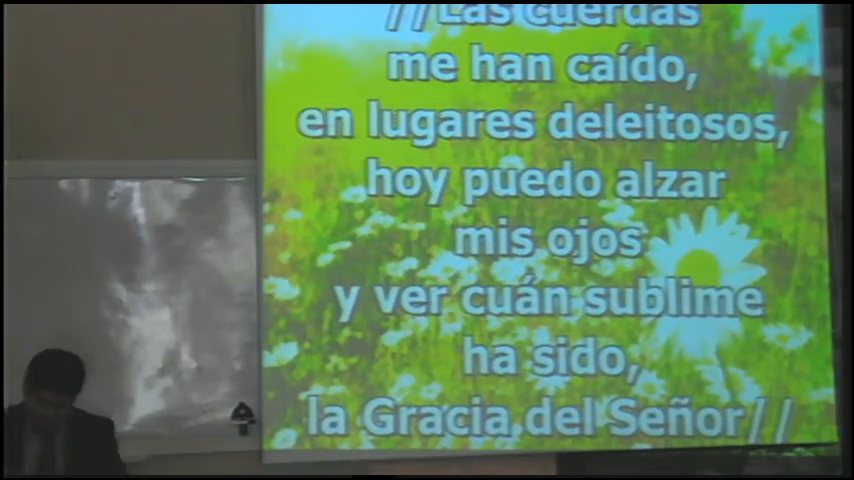 //Las cuerdas
me han caído,
en lugares deleitosos,
hoy puedo alzar
mis ojos
y ver cuán sublime
ha sido,
la Gracia del Señor//